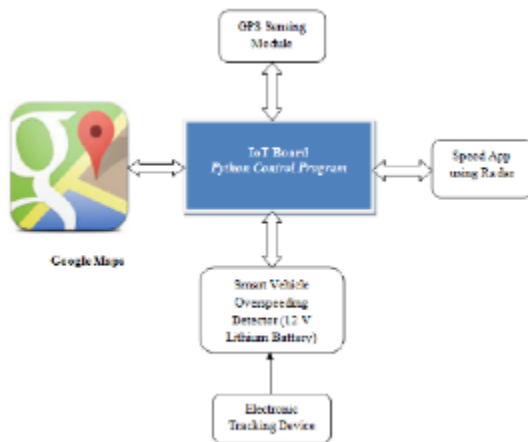 GPS Sensing
Module
IoT Board
Python Control Program
Speed App
using Radar
Google Maps
Smart Vehicle
Overspeeding
Detector (12 V
Lithium Battery)
Electronic
Tracking Device